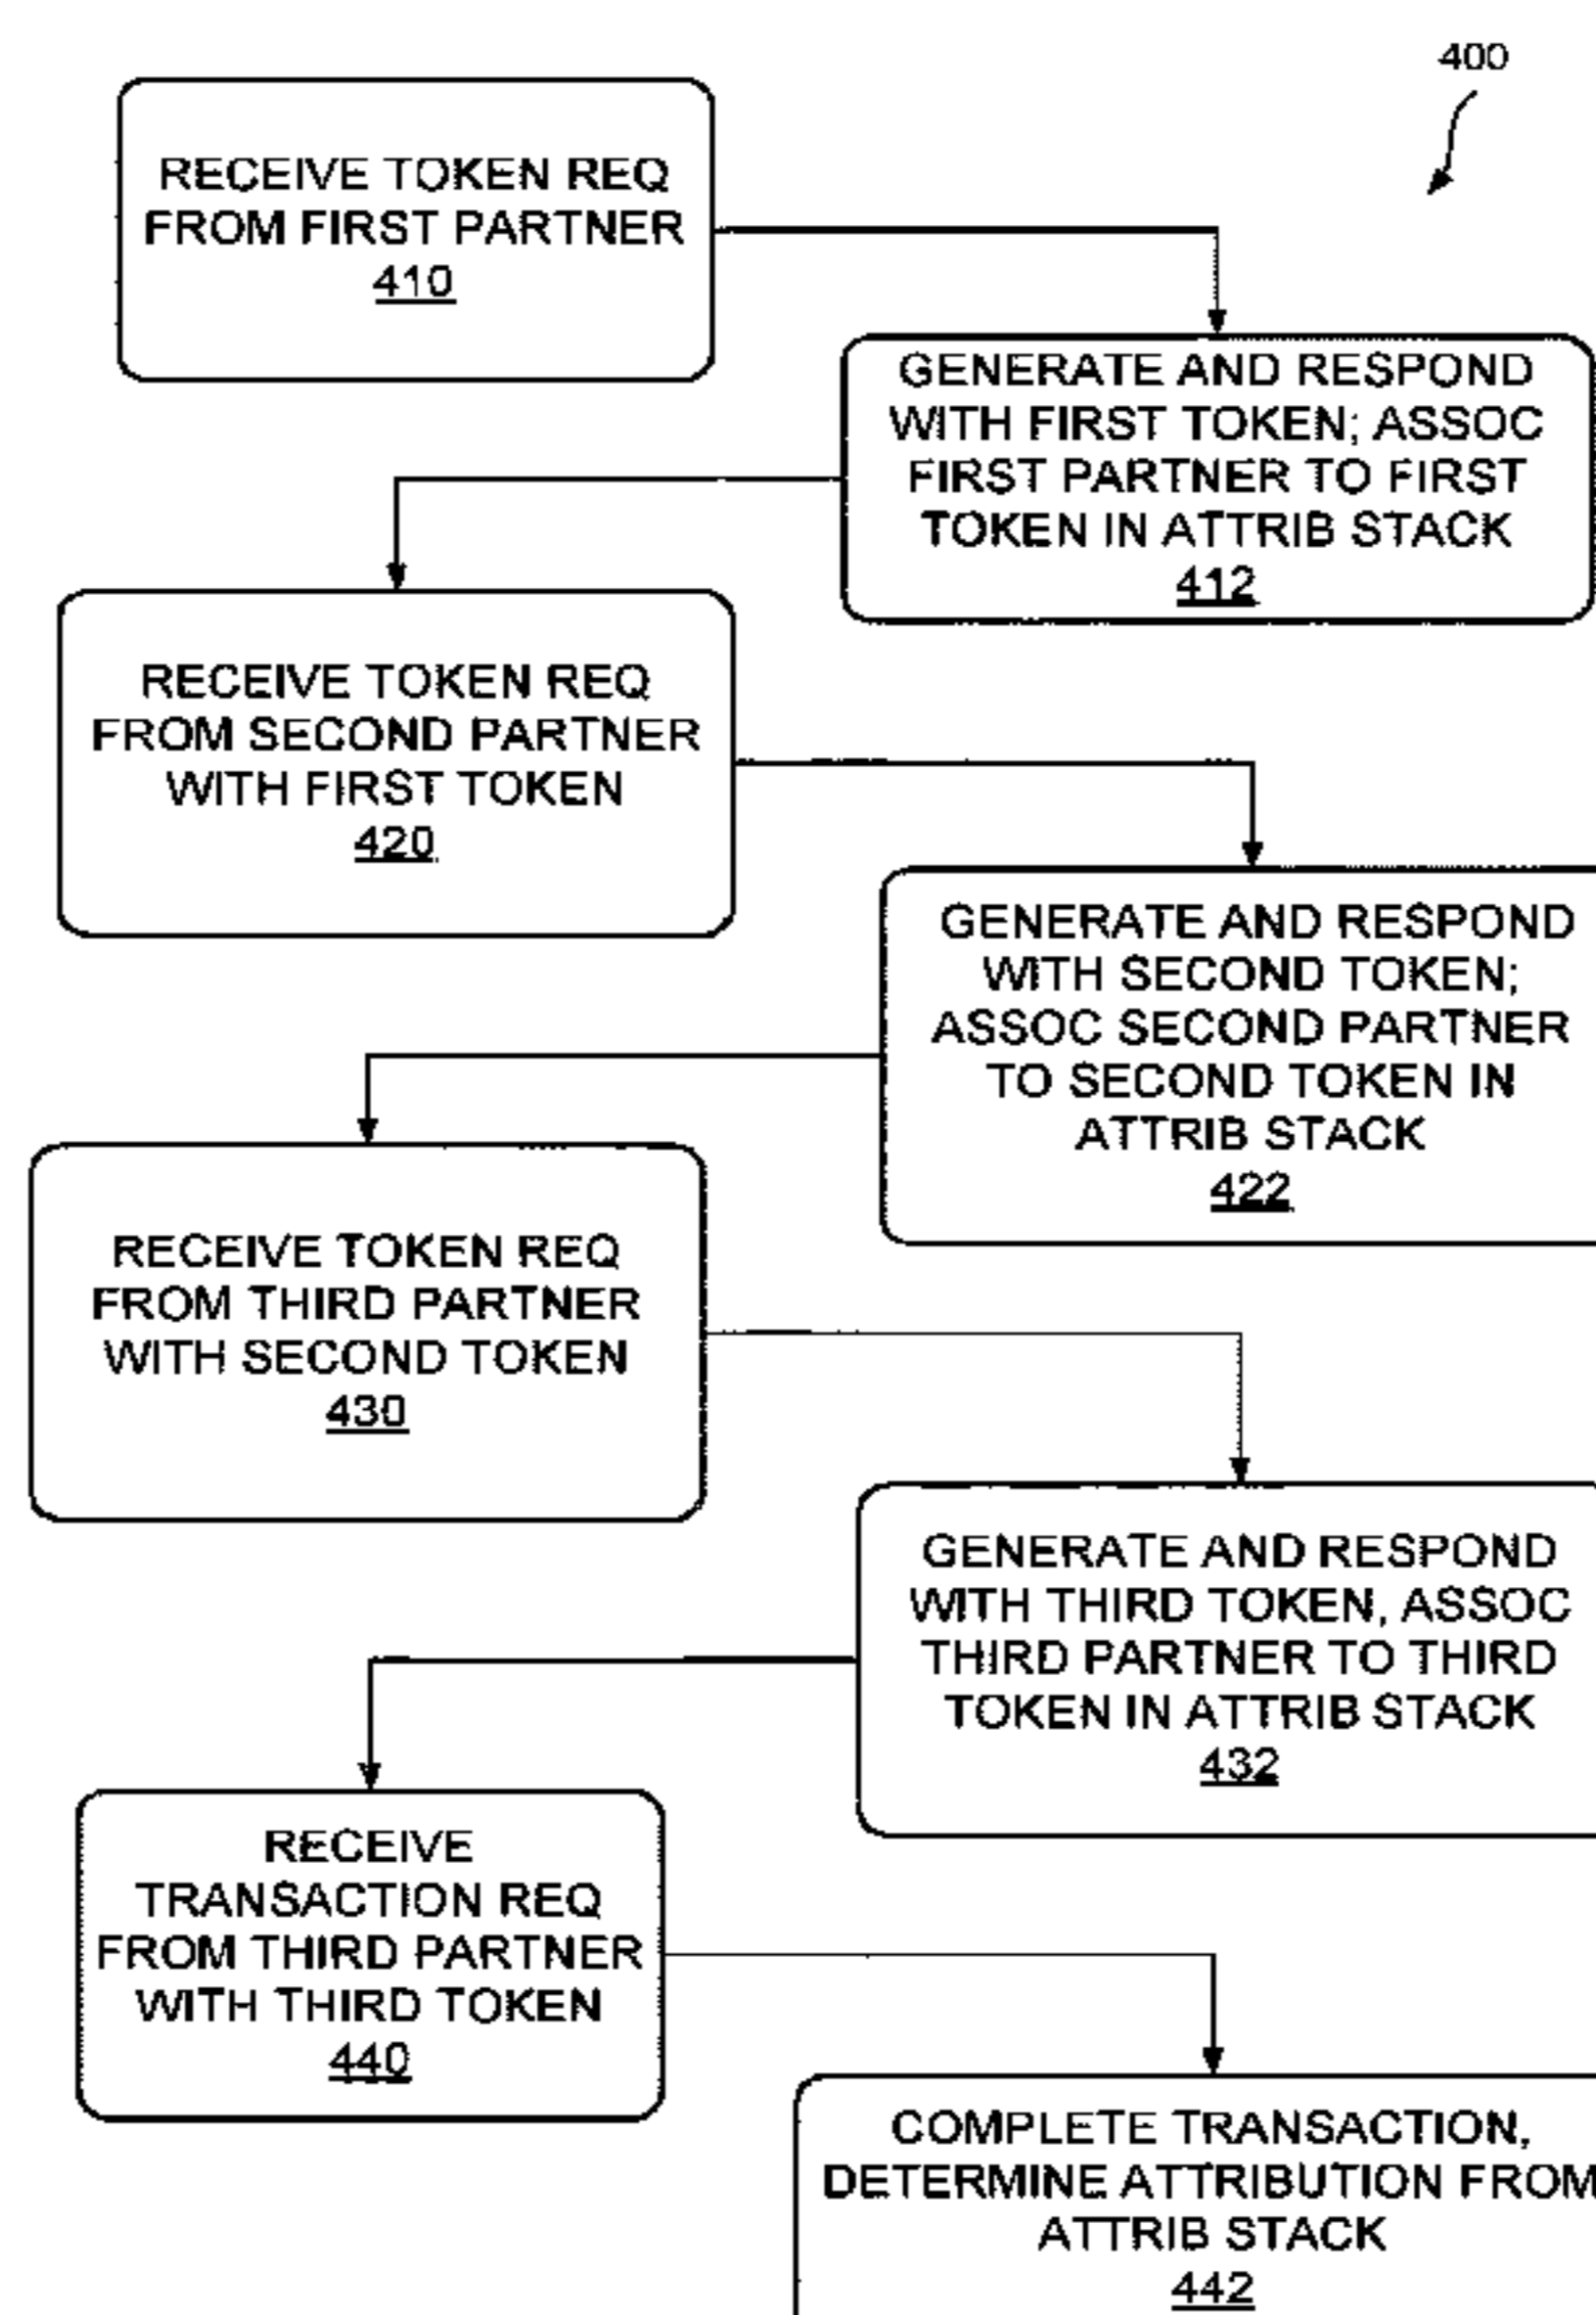 400
RECEIVE TOKEN REQ
FROM FIRST PARTNER
410
GENERATE AND RESPOND
WITH FIRST TOKEN; ASSOC
FIRST PARTNER TO FIRST
TOKEN IN ATTRIB STACK
412
RECEIVE TOKEN REQ
FROM SECOND PARTNER
WITH FIRST TOKEN
420
GENERATE AND RESPOND
WITH SECOND TOKEN;
ASSOC SECOND PARTNER
TO SECOND TOKEN IN
ATTRIB STACK
422
RECEIVE TOKEN REQ
FROM THIRD PARTNER
WITH SECOND TOKEN
430
GENERATE AND RESPOND
WITH THIRD TOKEN, ASSOC
THIRD PARTNER TO THIRD
TOKEN IN ATTRIB STACK
432
RECEIVE
TRANSACTION REQ
FROM THIRD PARTNER
WITH THIRD TOKEN
440
COMPLETE TRANSACTION,
DETERMINE ATTRIBUTION FROM
ATTRIB STACK
442